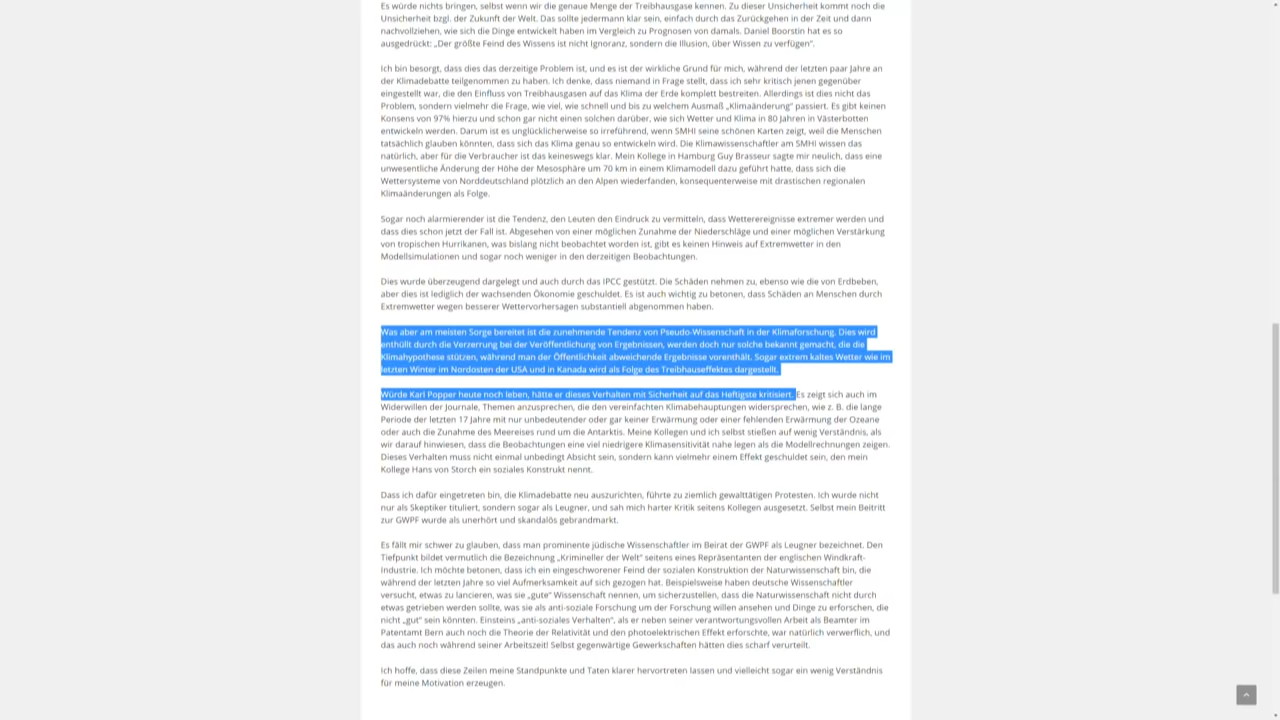 Es würde nichts bringen, selbst wenn wir die genaue Menge der Treibhausgase kennen. Zu dieser Unsicherheit kommt noch die
Unsicherheit bzgl. der Zukunft der Welt. Das sollte jedermann klar sein, einfach durch das Zurückgehen in der Zeit und dann
nachvollziehen, wie sich die Dinge entwickelt haben im Vergleich zu Prognosen von damals. Daniel Boorstin hat es so
ausgedrückt: „Der größte Feind des Wissens ist nicht Ignoranz, sondern die Illusion, über Wissen zu verfügen“.
Ich bin besorgt, dass dies das derzeitige Problem ist, und es ist der wirkliche Grund für mich, während der letzten paar Jahre an
der Klimadebatte teilgenommen zu haben. Ich denke, dass niemand in Frage stellt, dass ich sehr kritisch jenen gegenüber
eingestellt war, die den Einfluss von Treibhausgasen auf das Klima der Erde komplett bestreiten. Allerdings ist dies nicht das
Problem, sondern vielmehr die Frage, wie viel, wie schnell und bis zu welchem Ausmaß „Klimaänderung“ passiert. Es gibt keinen
Konsens von 97% hierzu und schon gar nicht einen solchen darüber, wie sich Wetter und Klima in 80 Jahren in Västerbotten
entwickeln werden. Darum ist es unglücklicherweise so irreführend, wenn SMHI seine schönen Karten zeigt, weil die Menschen
tatsächlich glauben könnten, dass sich das Klima genau so entwickeln wird. Die Klimawissenschaftler am SMHI wissen das
natürlich, aber für die Verbraucher ist das keineswegs klar. Mein Kollege in Hamburg Guy Brasseur sagte mir neulich, dass eine
unwesentliche Änderung der Höhe der Mesosphäre um 70 km in einem Klimamodell dazu geführt hatte, dass sich die
Wettersysteme von Norddeutschland plötzlich an den Alpen wiederfanden, konsequenterweise mit drastischen regionalen
Klimaänderungen als Folge.
Sogar noch alarmierender ist die Tendenz, den Leuten den Eindruck zu vermitteln, dass Wetterereignisse extremer werden und
dass dies schon jetzt der Fall ist. Abgesehen von einer möglichen Zunahme der Niederschläge und einer möglichen Verstärkung
von tropischen Hurrikanen, was bislang nicht beobachtet worden ist, gibt es keinen Hinweis auf Extremwetter in den
Modellsimulationen und sogar noch weniger in den derzeitigen Beobachtungen.
Dies wurde überzeugend dargelegt und auch durch das IPCC gestützt. Die Schäden nehmen zu, ebenso wie die von Erdbeben,
aber dies ist lediglich der wachsenden Ökonomie geschuldet. Es ist auch wichtig zu betonen, dass Schäden an Menschen durch
Extremwetter wegen besserer Wettervorhersagen substantiell abgenommen haben.
Was aber am meisten Sorge bereitet ist die zunehmende Tendenz von Pseudo-Wissenschaft in der Klimaforschung. Dies wird
enthüllt durch die Verzerrung bei der Veröffentlichung von Ergebnissen, werden doch nur solche bekannt gemacht, die die
Klimahypothese stützen, während man der Öffentlichkeit abweichende Ergebnisse vorenthält. Sogar extrem kaltes Wetter wie im
letzten Winter im Nordosten der USA und in Kanada wird als Folge des Treibhauseffektes dargestellt.
Würde Karl Popper heute noch leben, hätte er dieses Verhalten mit Sicherheit auf das Heftigste kritisiert. Es zeigt sich auch im
Widerwillen der Journale, Themen anzusprechen, die den vereinfachten Klimabehauptungen widersprechen, wie z. B. die lange
Periode der letzten 17 Jahre mit nur unbedeutender oder gar keiner Erwärmung oder einer fehlenden Erwärmung der Ozeane
oder auch die Zunahme des Meereises rund um die Antarktis. Meine Kollegen und ich selbst stießen auf wenig Verständnis, als
wir darauf hinwiesen, dass die Beobachtungen eine viel niedrigere Klimasensitivität nahe legen als die Modellrechnungen zeigen.
Dieses Verhalten muss nicht einmal unbedingt Absicht sein, sondern kann vielmehr einem Effekt geschuldet sein, den mein
Kollege Hans von Storch ein soziales Konstrukt nennt.
Dass ich dafür eingetreten bin, die Klimadebatte neu auszurichten, führte zu ziemlich gewalttätigen Protesten. Ich wurde nicht
nur als Skeptiker tituliert, sondern sogar als Leugner, und sah mich harter Kritik seitens Kollegen ausgesetzt. Selbst mein Beitritt
zur GWPF wurde als unerhört und skandalös gebrandmarkt.
Es fällt mir schwer zu glauben, dass man prominente jüdische Wissenschaftler im Beirat der GWPF als Leugner bezeichnet. Den
Tiefpunkt bildet vermutlich die Bezeichnung „Krimineller der Welt“ seitens eines Repräsentanten der englischen Windkraft-
Industrie. Ich möchte betonen, dass ich ein eingeschworener Feind der sozialen Konstruktion der Naturwissenschaft bin, die
während der letzten Jahre so viel Aufmerksamkeit auf sich gezogen hat. Beispielsweise haben deutsche Wissenschaftler
versucht, etwas zu lancieren, was sie „gute“ Wissenschaft nennen, um sicherzustellen, dass die Naturwissenschaft nicht durch
etwas getrieben werden sollte, was sie als anti-soziale Forschung um der Forschung willen ansehen und Dinge zu erforschen, die
nicht „gut“ sein könnten. Einsteins „anti-soziales Verhalten“, als er neben seiner verantwortungsvollen Arbeit als Beamter im
Patentamt Bern auch noch die Theorie der Relativität und den photoelektrischen Effekt erforschte, war natürlich verwerflich, und
das auch noch während seiner Arbeitszeit! Selbst gegenwärtige Gewerkschaften hätten dies scharf verurteilt.
Ich hoffe, dass diese Zeilen meine Standpunkte und Taten klarer hervortreten lassen und vielleicht sogar ein wenig Verständnis
für meine Motivation erzeugen.